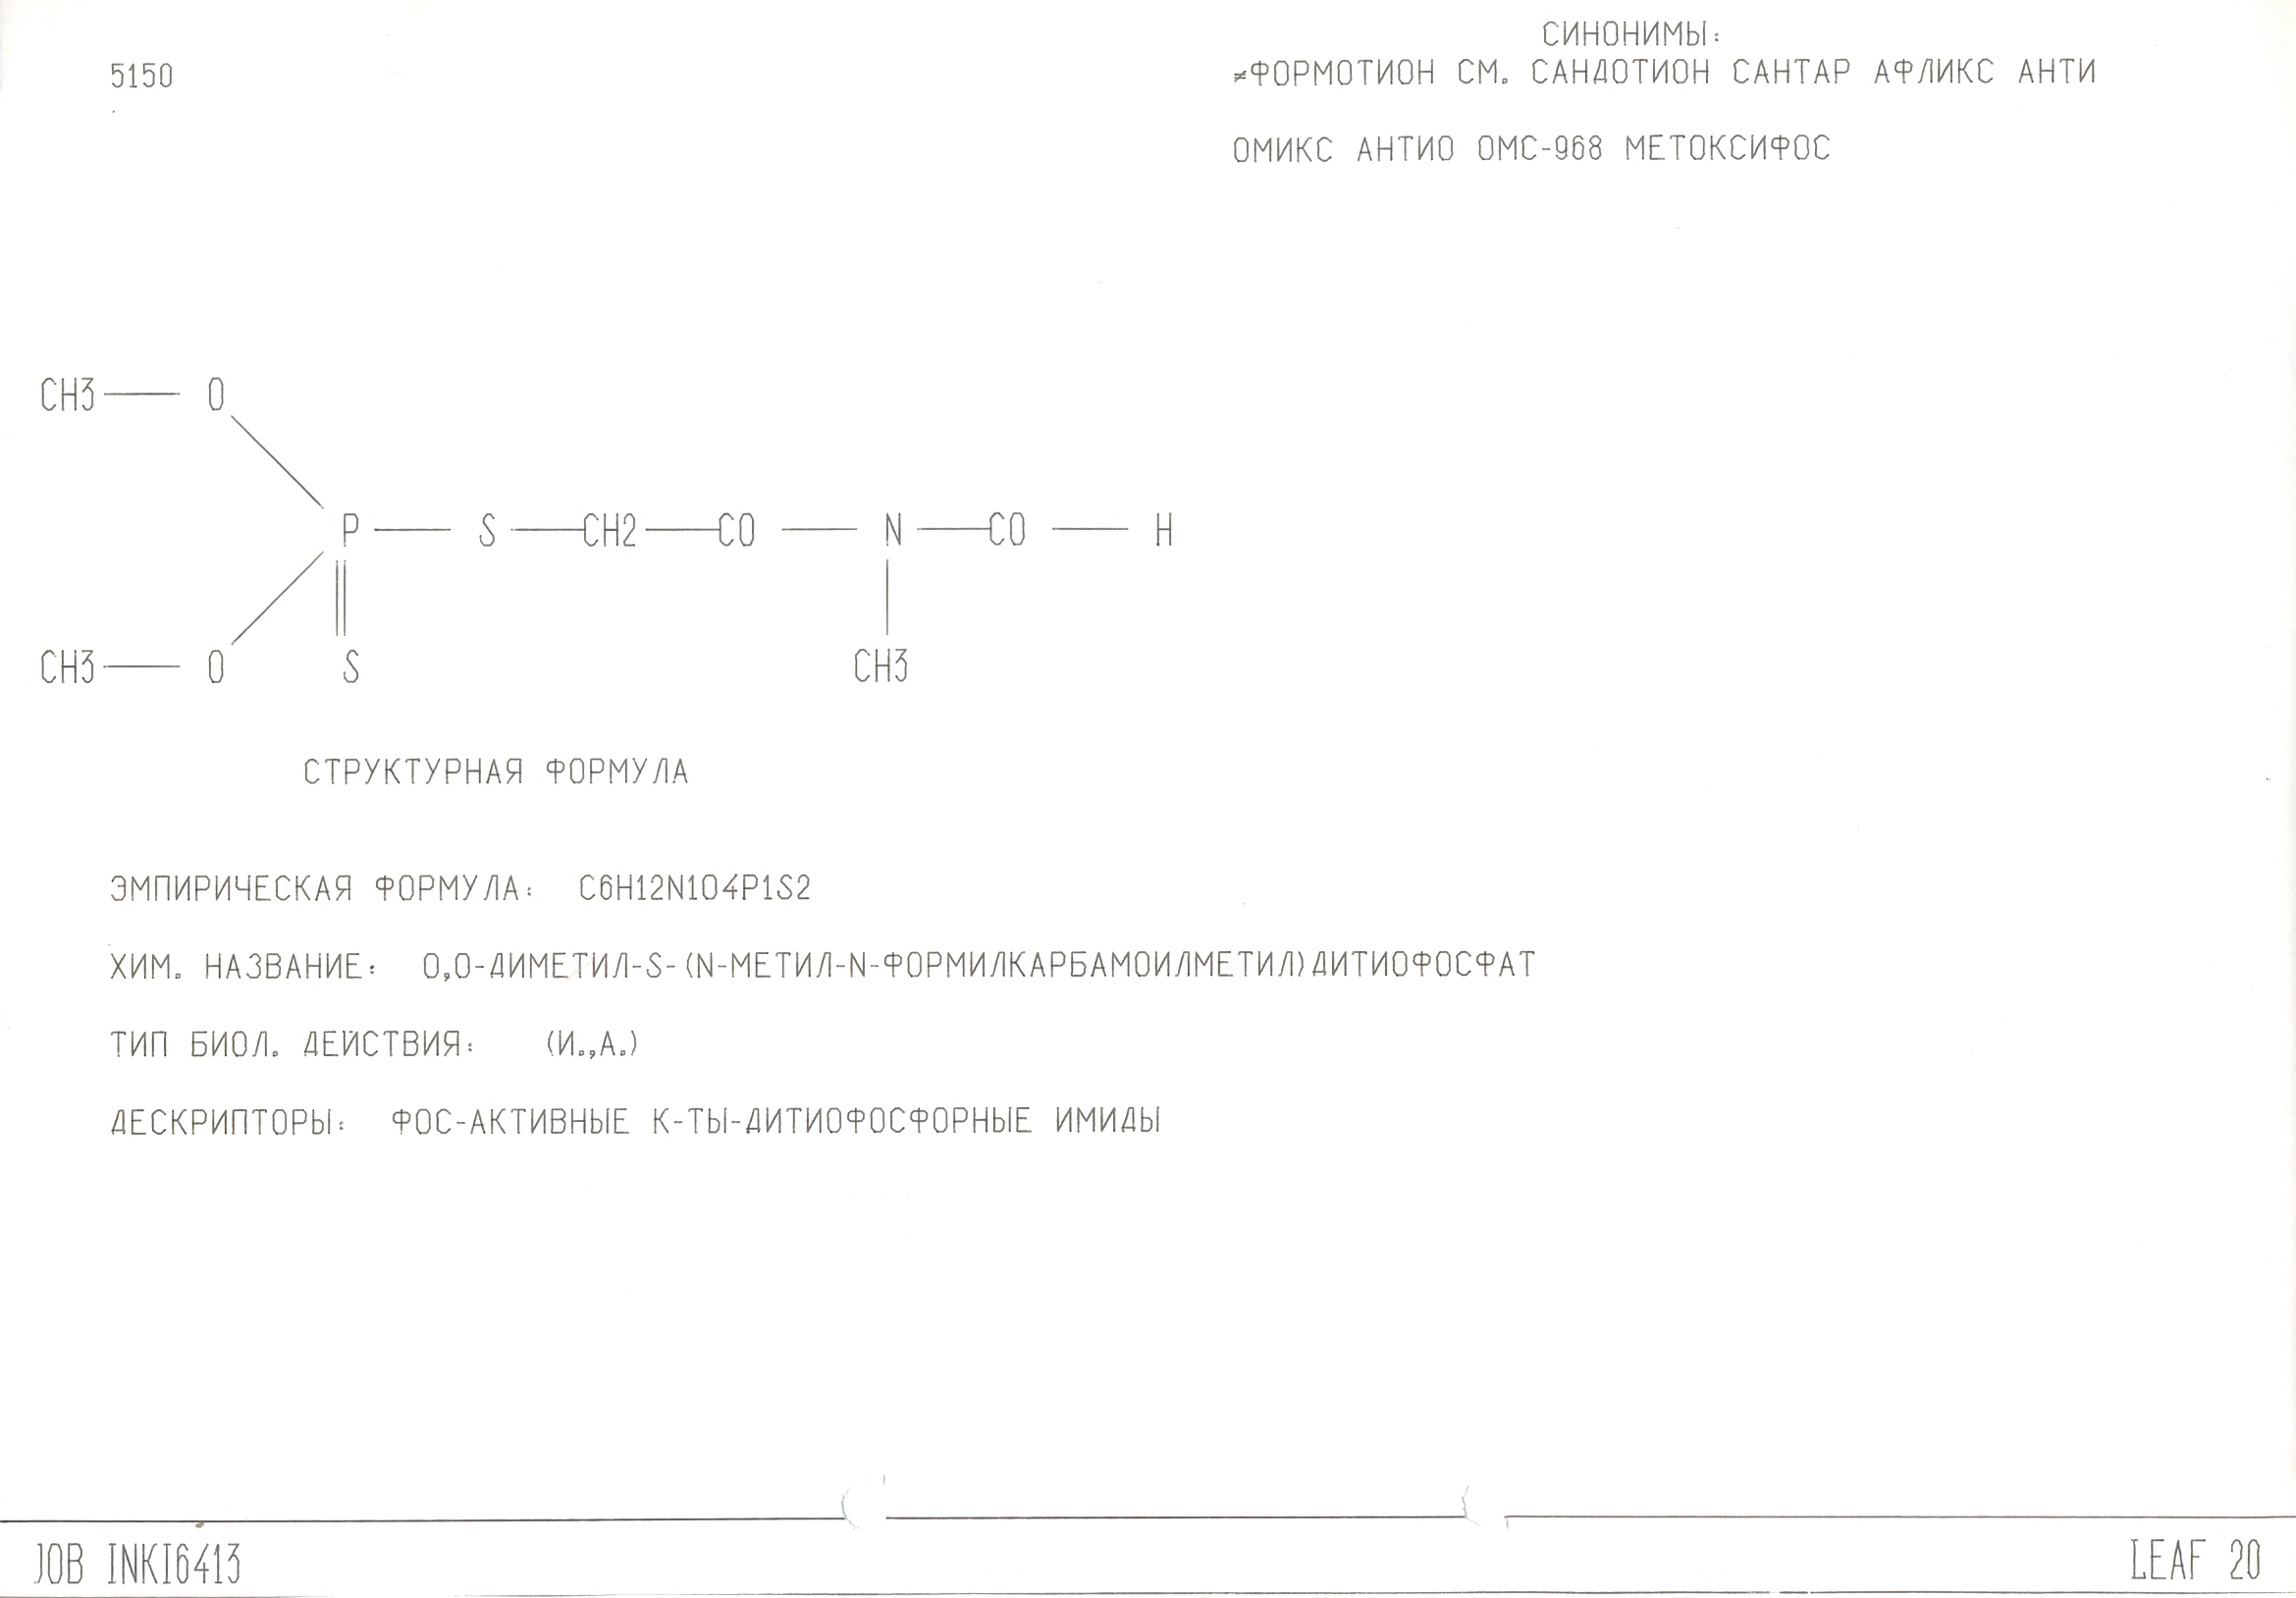 5150
СИНОНИМЫ:
≠ФОРМОТИОН СМ. САНДОТИОН САНТАР АФЛИКС АНТИ
ОМИКС АНТИО ОМС-968 МЕТОКСИФОС
CH3 O
P S CH2 CO N CO H
CH3 O S CH3
СТРУКТУРНАЯ ФОРМУЛА
ЭМПИРИЧЕСКАЯ ФОРМУЛА: C6H12N1O4P1S2
ХИМ. НАЗВАНИЕ: O,O-ДИМЕТИЛ-S-(N-МЕТИЛ-N-ФОРМИЛКАРБАМОИЛМЕТИЛ)ДИТИОФОСФАТ
ТИП БИОЛ. ДЕЙСТВИЯ: (И.,А.)
ДЕСКРИПТОРЫ: ФОС-АКТИВНЫЕ К-ТЫ-ДИТИОФОСФОРНЫЕ ИМИДЫ
JOB INKI6413
LEAF 20